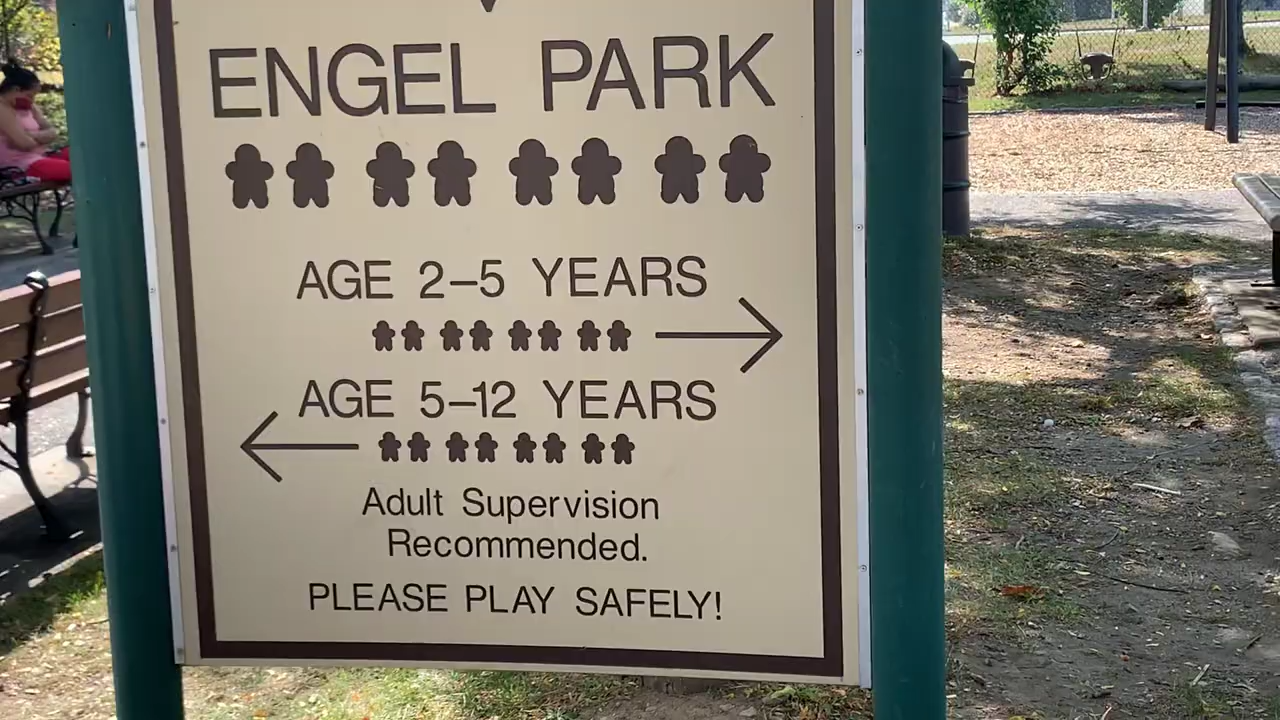 ENGEL PARK
AGE 2–5 YEARS
AGE 5–12 YEARS
Adult Supervision
Recommended.
PLEASE PLAY SAFELY!